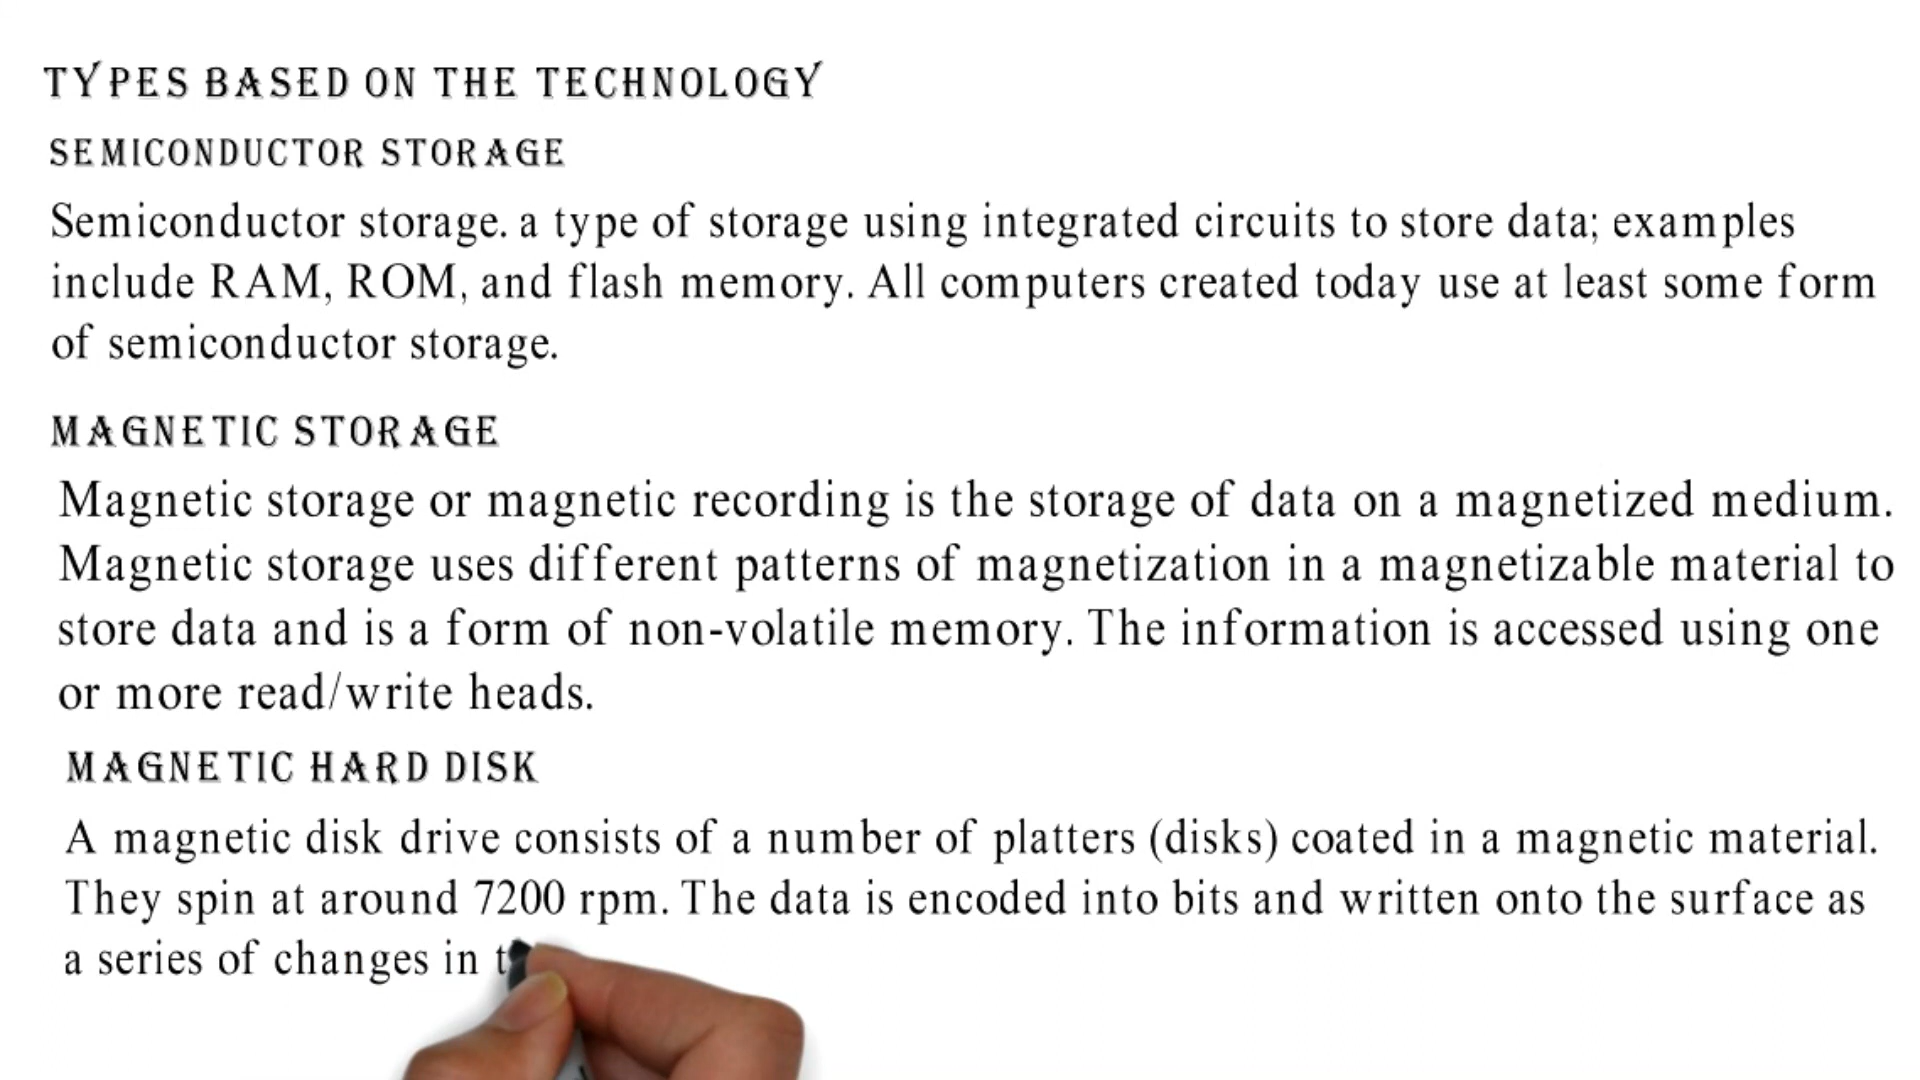 TYPES BASED ON THE TECHNOLOGY
SEMICONDUCTOR STORAGE
Semiconductor storage. a type of storage using integrated circuits to store data; examples
include RAM, ROM, and flash memory. All computers created today use at least some form
of semiconductor storage.
MAGNETIC STORAGE
Magnetic storage or magnetic recording is the storage of data on a magnetized medium.
Magnetic storage uses different patterns of magnetization in a magnetizable material to
store data and is a form of non-volatile memory. The information is accessed using one
or more read/write heads.
MAGNETIC HARD DISK
A magnetic disk drive consists of a number of platters (disks) coated in a magnetic material.
They spin at around 7200 rpm. The data is encoded into bits and written onto the surface as
a series of changes in